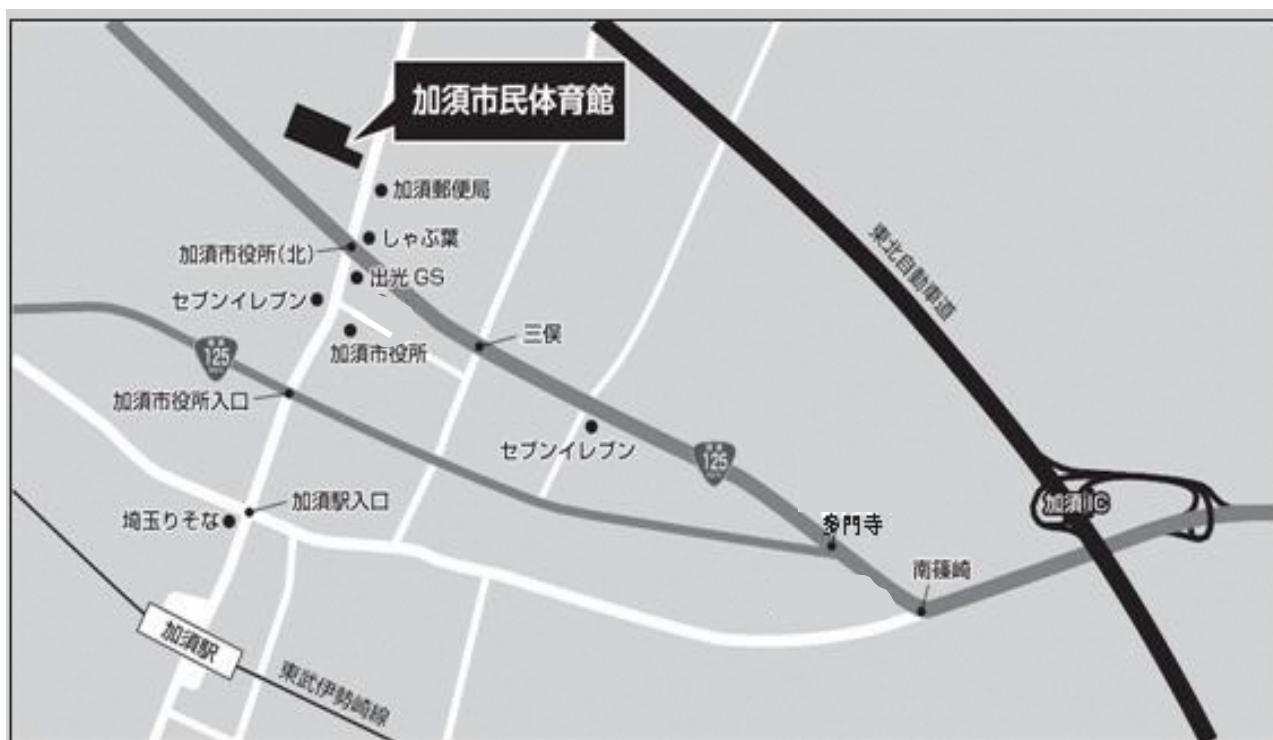 加須市民体育館
加須郵便局
しゃぶ葉
加須市役所(北)
出光GS
セブンイレブン
加須市役所
三俣
東北自動車道
125
加須市役所入口
セブンイレブン
125
加須駅入口
埼玉りそな
加須IC
多門寺
南篠崎
加須駅
東武伊勢崎線